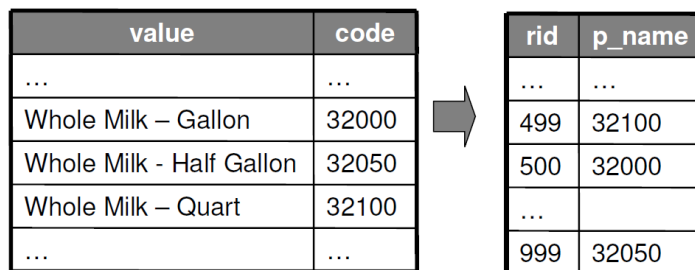 value code
… …
Whole Milk – Gallon 32000
Whole Milk - Half Gallon 32050
Whole Milk – Quart 32100
… …
rid p_name
… …
499 32100
500 32000
…
999 32050